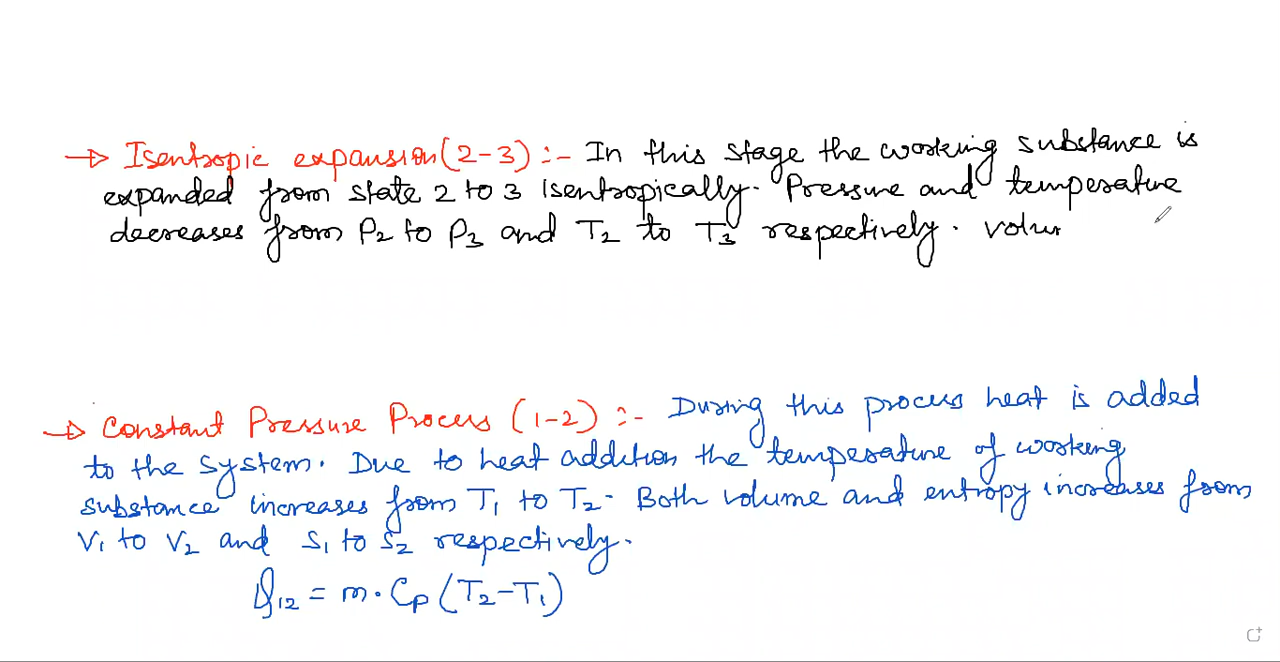 → Isentropic expansion (2-3) :- In this stage the working substance is
expanded from state 2 to 3 isentropically. Pressure and temperature
decreases from P₂ to P₃ and T₂ to T₃ respectively. volu
→ Constant Pressure Process (1-2) :- During this process heat is added
to the system. Due to heat addition the temperature of working
substance increases from T₁ to T₂. Both volume and entropy increases from
V₁ to V₂ and S₁ to S₂ respectively.
Q₁₂ = m. Cp (T₂-T₁)